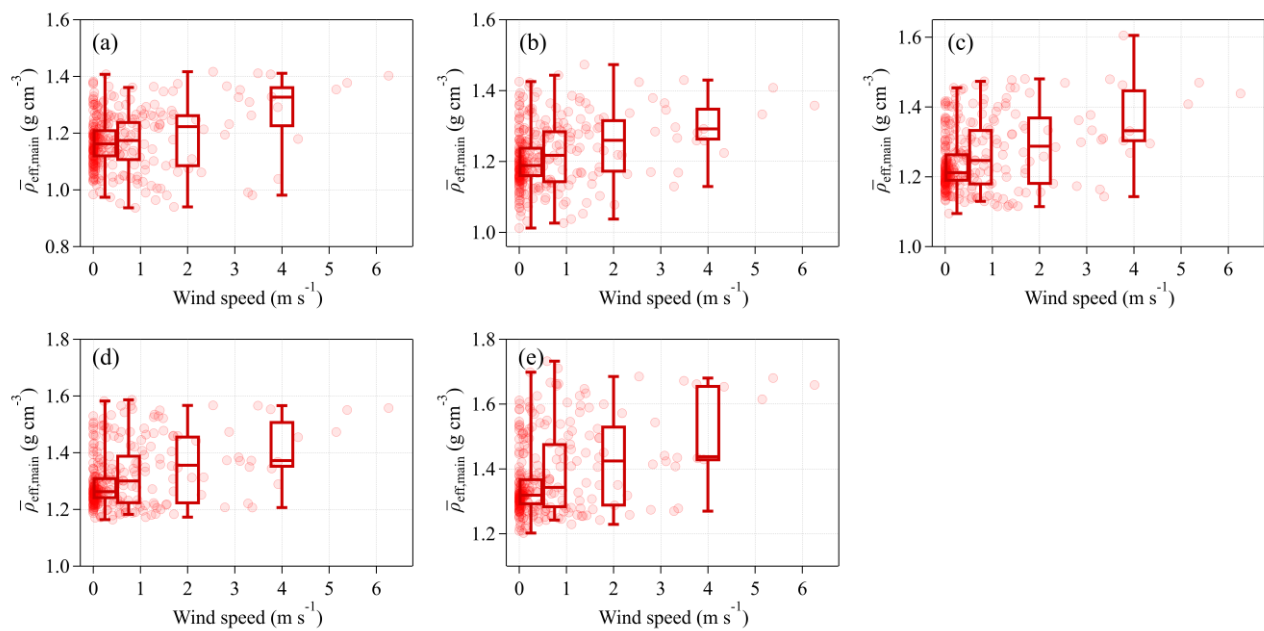 (a)
1.6
1.4
1.2
1.0
0.8
ρ̄eff,main (g cm⁻³)
0 1 2 3 4 5 6
Wind speed (m s⁻¹)
(b)
1.6
1.4
1.2
1.0
ρ̄eff,main (g cm⁻³)
0 1 2 3 4 5 6
Wind speed (m s⁻¹)
(c)
1.6
1.4
1.2
1.0
ρ̄eff,main (g cm⁻³)
0 1 2 3 4 5 6
Wind speed (m s⁻¹)
(d)
1.8
1.6
1.4
1.2
1.0
ρ̄eff,main (g cm⁻³)
0 1 2 3 4 5 6
Wind speed (m s⁻¹)
(e)
1.8
1.6
1.4
1.2
ρ̄eff,main (g cm⁻³)
0 1 2 3 4 5 6
Wind speed (m s⁻¹)